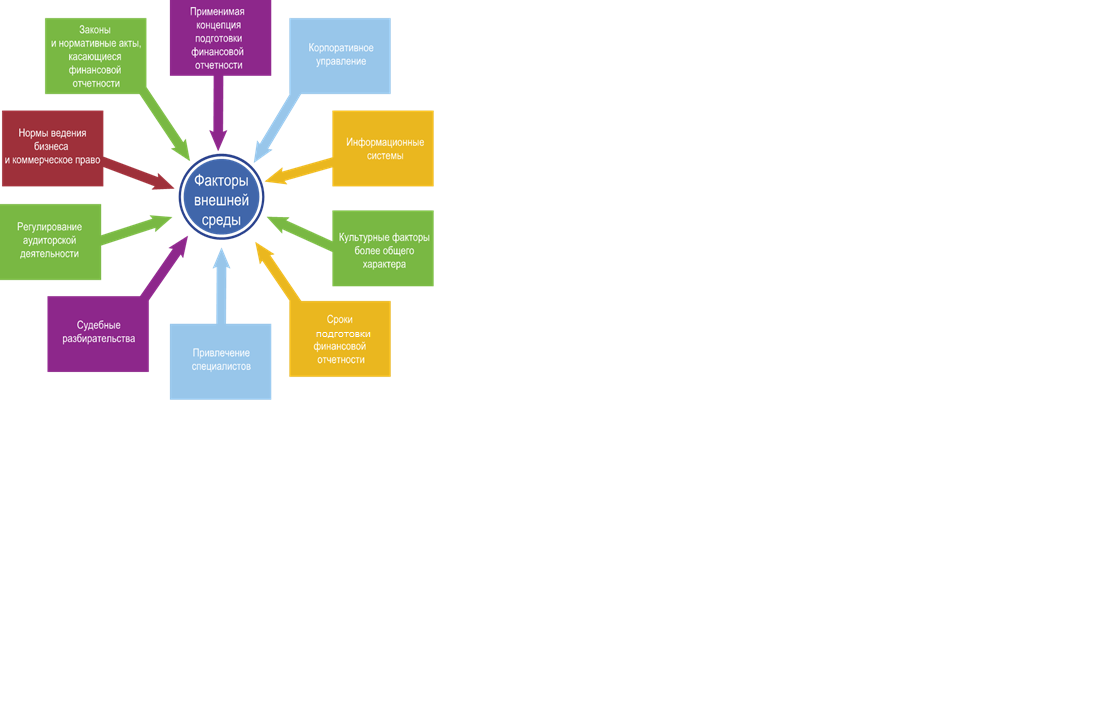 Применимая
концепция
подготовки
финансовой
отчетности
Законы
и нормативные акты,
касающиеся
финансовой
отчетности
Корпоративное
управление
Нормы ведения
бизнеса
и коммерческое право
Информационные
системы
Факторы
внешней
среды
Регулирование
аудиторской
деятельности
Культурные факторы
более общего
характера
Судебные
разбирательства
Сроки
подготовки
финансовой
отчетности
Привлечение
специалистов